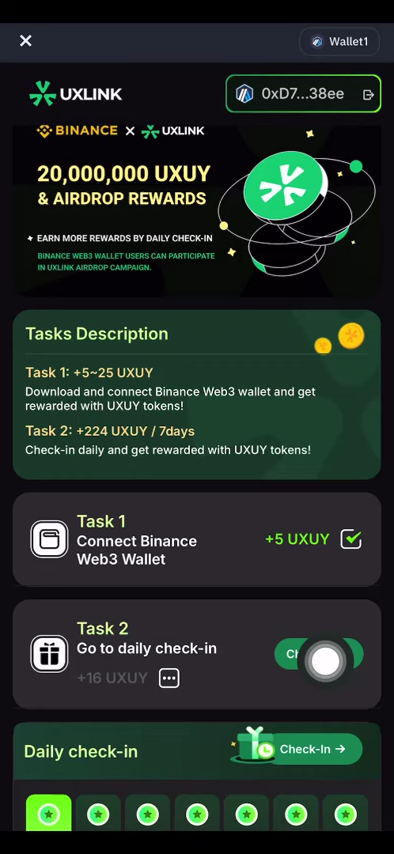 Wallet1
UXLINK
0xD7...38ee
BINANCE X UXLINK
20,000,000 UXUY
& AIRDROP REWARDS
EARN MORE REWARDS BY DAILY CHECK-IN
BINANCE WEB3 WALLET USERS CAN PARTICIPATE
IN UXLINK AIRDROP CAMPAIGN.
Tasks Description
Task 1: +5~25 UXUY
Download and connect Binance Web3 wallet and get
rewarded with UXUY tokens!
Task 2: +224 UXUY / 7days
Check-in daily and get rewarded with UXUY tokens!
Task 1
Connect Binance
Web3 Wallet
+5 UXUY
Task 2
Go to daily check-in
+16 UXUY
Daily check-in
Check-In →